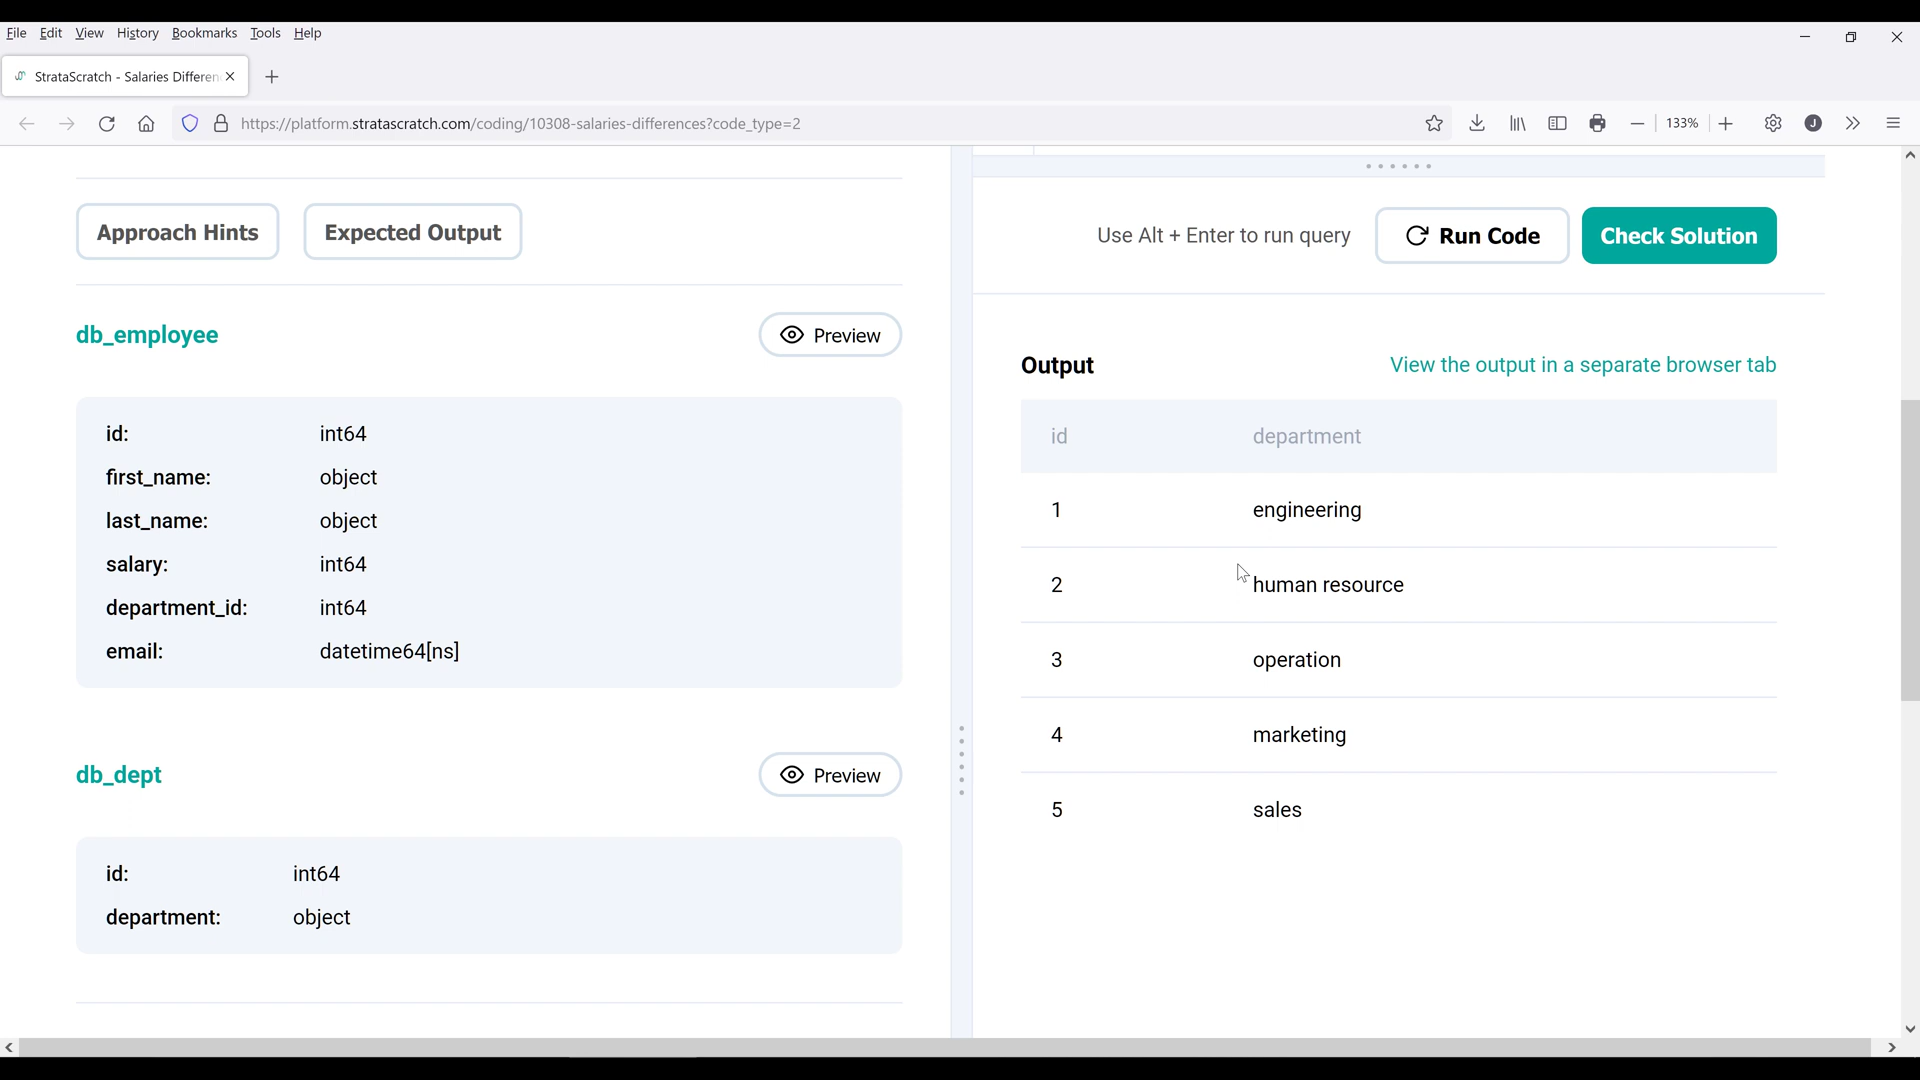 File Edit View History Bookmarks Tools Help
StrataScratch - Salaries Differen
https://platform.stratascratch.com/coding/10308-salaries-differences?code_type=2
133%
J
Approach Hints
Expected Output
db_employee
Preview
id: int64
first_name: object
last_name: object
salary: int64
department_id: int64
email: datetime64[ns]
db_dept
Preview
id: int64
department: object
Use Alt + Enter to run query
Run Code
Check Solution
Output
View the output in a separate browser tab
id department
1 engineering
2 human resource
3 operation
4 marketing
5 sales